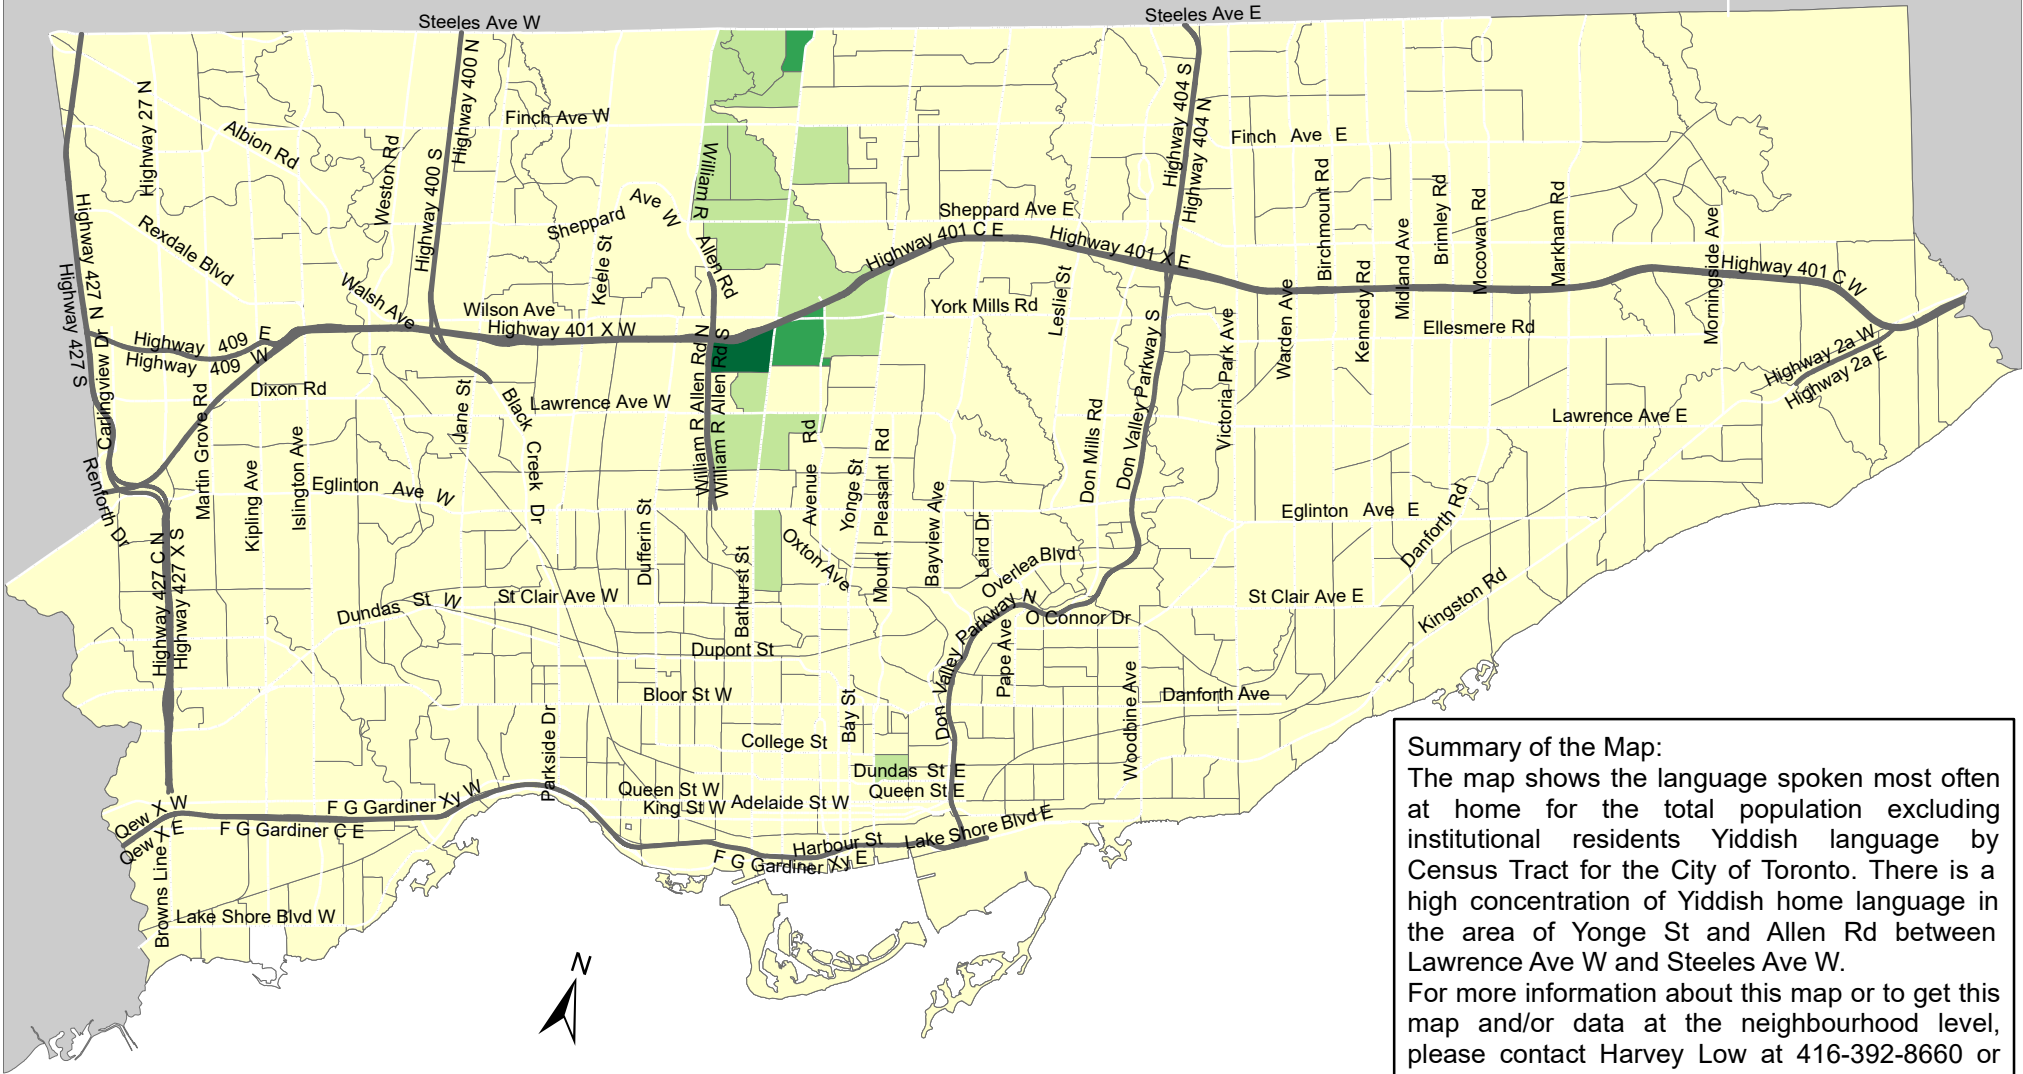 Steeles Ave W
Steeles Ave E
Highway 27 N
Albion Rd
Weston Rd
Highway 400 N
Highway 400 S
Finch Ave W
William R Allen Rd
Highway 404 S
Highway 404 N
Finch Ave E
Birchmount Rd
Brimley Rd
Mccowan Rd
Markham Rd
Morningside Ave
Midland Ave
Kennedy Rd
Warden Ave
Highway 427 N
Highway 427 S
Rexdale Blvd
Sheppard Ave W
Keele St
Sheppard Ave E
Highway 401 C E
Highway 401 X E
Highway 401 C W
Walsh Ave
Wilson Ave
Highway 401 X W
York Mills Rd
Leslie St
Ellesmere Rd
Highway 409 E
Highway 409 W
Carlingview Dr
Dixon Rd
Martin Grove Rd
Jane St
Black Creek Dr
Lawrence Ave W
William R Allen Rd N
William R Allen Rd S
Don Mills Rd
Don Valley Parkway S
Victoria Park Ave
Lawrence Ave E
Highway 2a W
Highway 2a E
Renforth Dr
Kipling Ave
Islington Ave
Eglinton Ave W
Dufferin St
Bathurst St
Avenue Rd
Oxton Ave
Yonge St
Mount Pleasant Rd
Bayview Ave
Laird Dr
Overlea Blvd
Eglinton Ave E
Danforth Rd
Highway 427 C N
Highway 427 X S
Dundas St W
St Clair Ave W
St Clair Ave E
Kingston Rd
O Connor Dr
Don Valley Parkway N
Pape Ave
Dupont St
Bloor St W
Bay St
Danforth Ave
Woodbine Ave
Parkside Dr
College St
Dundas St E
Queen St E
Queen St W
King St W
Adelaide St W
Qew X W
Qew X E
F G Gardiner Xy W
F G Gardiner C E
Harbour St
Lake Shore Blvd E
F G Gardiner Xy E
Browns Line
Lake Shore Blvd W
N
Summary of the Map:
The map shows the language spoken most often
at home for the total population excluding
institutional residents Yiddish language by
Census Tract for the City of Toronto. There is a
high concentration of Yiddish home language in
the area of Yonge St and Allen Rd between
Lawrence Ave W and Steeles Ave W.
For more information about this map or to get this
map and/or data at the neighbourhood level,
please contact Harvey Low at 416-392-8660 or